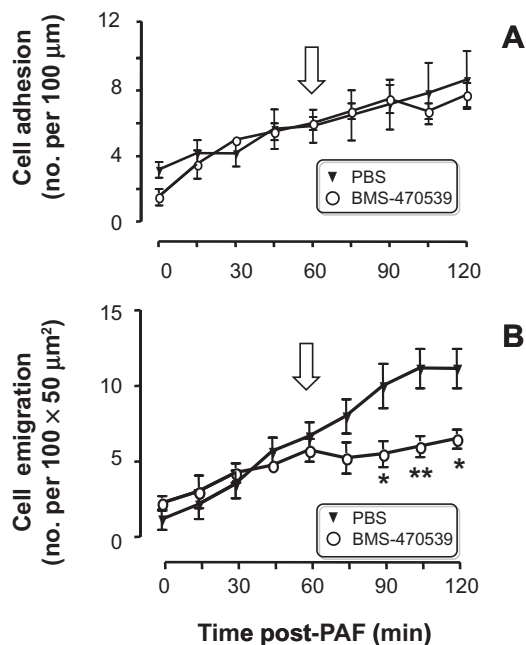 A
Cell adhesion
(no. per 100 μm)
12
8
4
0
PBS
BMS-470539
0 30 60 90 120
B
Cell emigration
(no. per 100 × 50 μm²)
15
10
5
0
* ** *
PBS
BMS-470539
0 30 60 90 120
Time post-PAF (min)